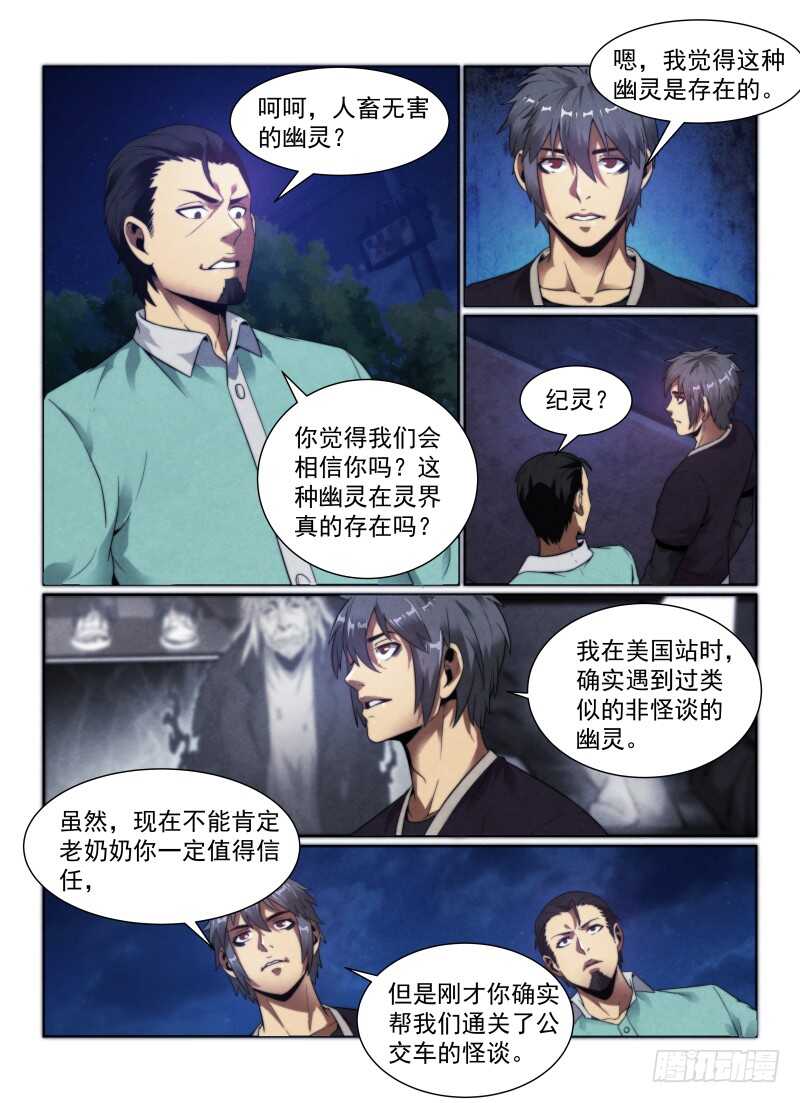 呵呵，人畜无害
的幽灵？
你觉得我们会
相信你吗？这
种幽灵在灵界
真的存在吗？
嗯，我觉得这种
幽灵是存在的。
纪灵？
我在美国站时，
确实遇到过类
似的非怪谈的
幽灵。
虽然，现在不能肯定
老奶奶你一定值得信
任，
但是刚才你确实
帮我们通关了公
交车的怪谈。
腾讯动漫